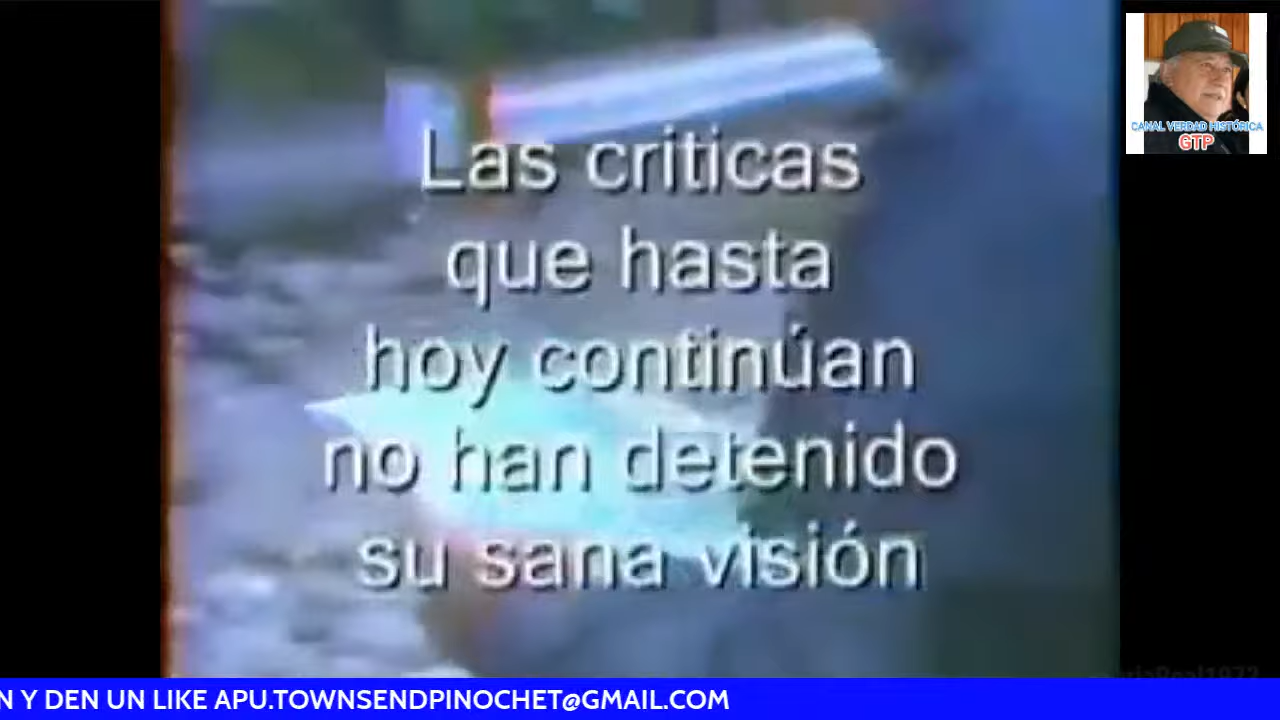 CANAL VERDAD HISTÓRICA
GTP
Las criticas
que hasta
hoy continúan
no han detenido
su sana visión
N Y DEN UN LIKE APU.TOWNSENDPINOCHET@GMAIL.COM